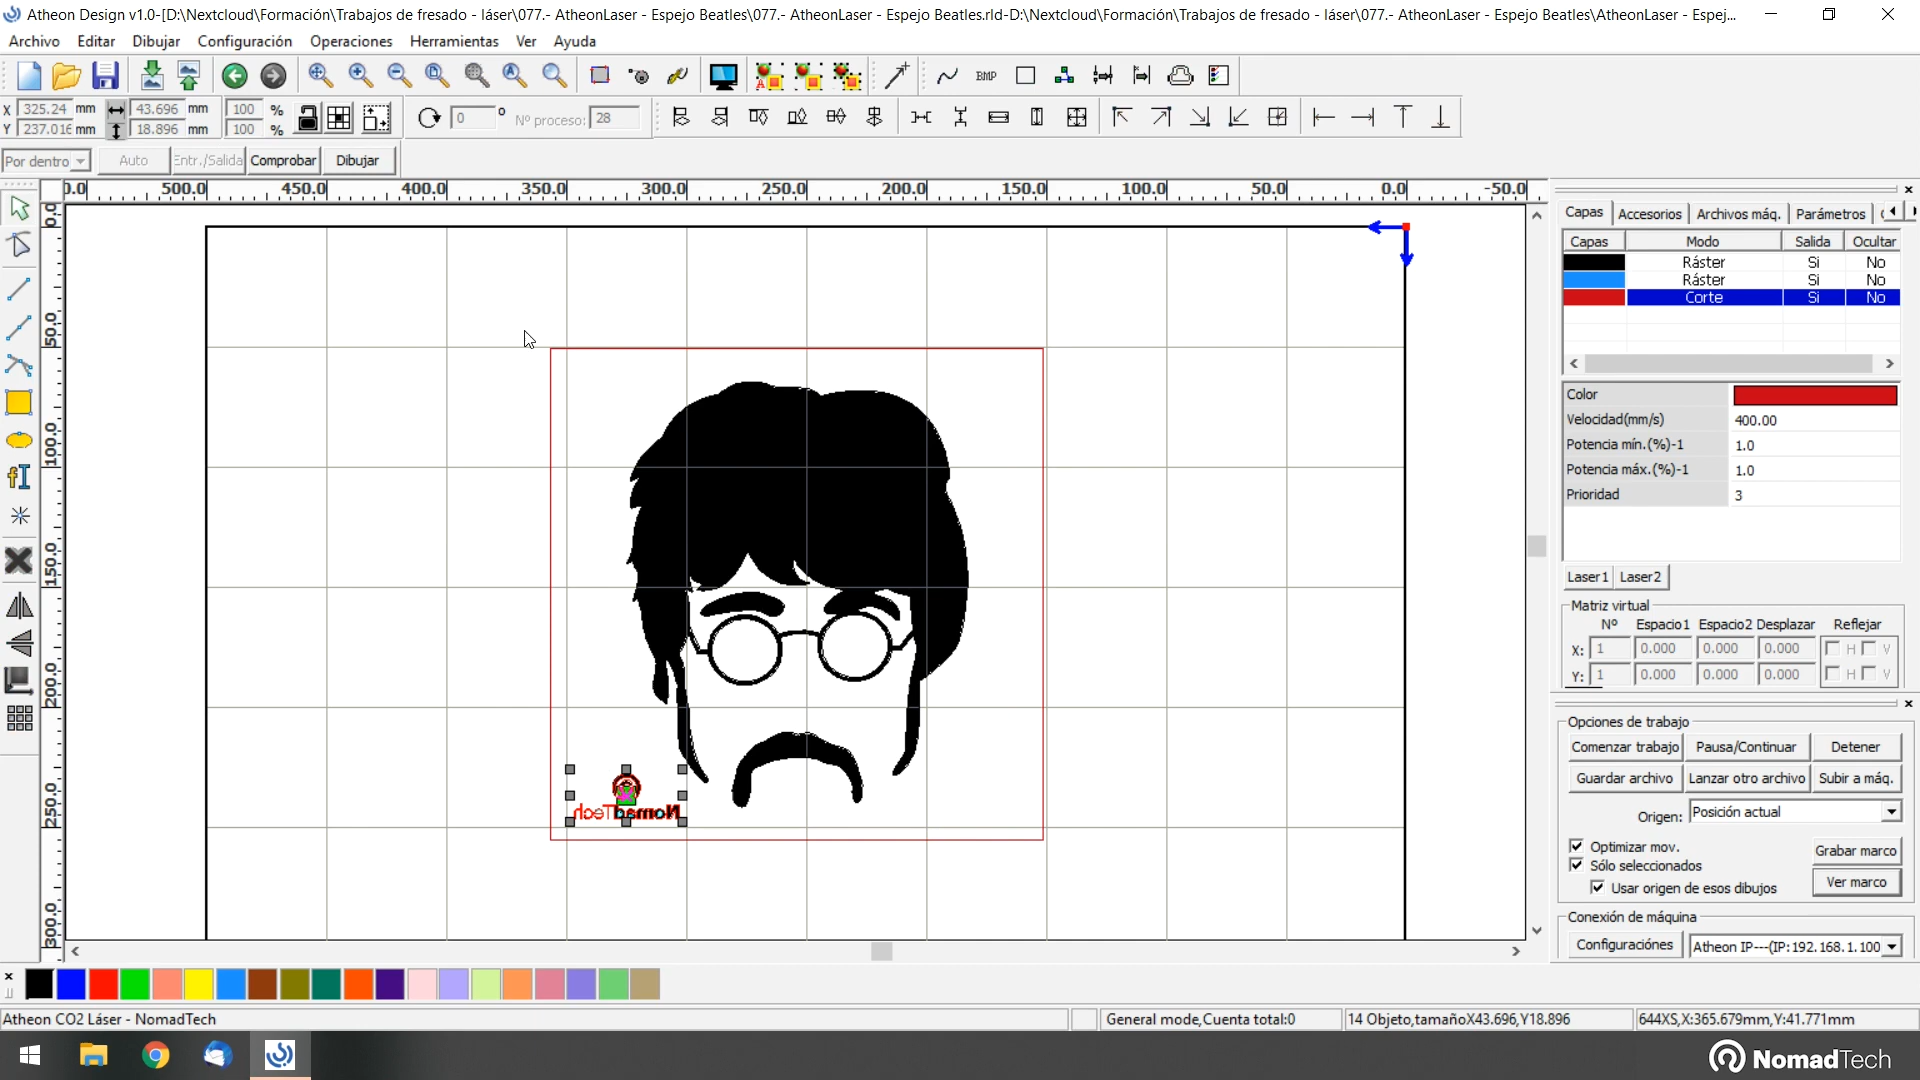 Atheon Design v1.0-[D:\Nextcloud\Formación\Trabajos de fresado - láser\077.- AtheonLaser - Espejo Beatles\077.- AtheonLaser - Espejo Beatles.rld-D:\Nextcloud\Formación\Trabajos de fresado - láser\077.- AtheonLaser - Espejo Beatles\AtheonLaser - Espej...
Archivo Editar Dibujar Configuración Operaciones Herramientas Ver Ayuda
BMP
X 325.24 mm 43.696 mm 100 %
Y 237.016 mm 18.896 mm 100 %
0 ° Nº proceso: 28
Por dentro Auto Entr./Salida Comprobar Dibujar
0.0 500.0 450.0 400.0 350.0 300.0 250.0 200.0 150.0 100.0 50.0 0.0 -50.0
0.0
50.0
100.0
150.0
200.0
250.0
300.0
NomadTech
Capas Accesorios Archivos máq. Parámetros
Capas Modo Salida Ocultar
Ráster Si No
Ráster Si No
Corte Si No
Color
Velocidad(mm/s) 400.00
Potencia mín.(%)-1 1.0
Potencia máx.(%)-1 1.0
Prioridad 3
Laser1 Laser2
Matriz virtual
Nº Espacio1 Espacio2 Desplazar Reflejar
X: 1 0.000 0.000 0.000 H V
Y: 1 0.000 0.000 0.000 H V
Opciones de trabajo
Comenzar trabajo Pausa/Continuar Detener
Guardar archivo Lanzar otro archivo Subir a máq.
Origen: Posición actual
Optimizar mov. Grabar marco
Sólo seleccionados
Usar origen de esos dibujos Ver marco
Conexión de máquina
Configuraciónes Atheon IP---(IP:192.168.1.100
Atheon CO2 Láser - NomadTech General mode,Cuenta total:0 14 Objeto,tamañoX43.696,Y18.896 644XS,X:365.679mm,Y:41.771mm
NomadTech